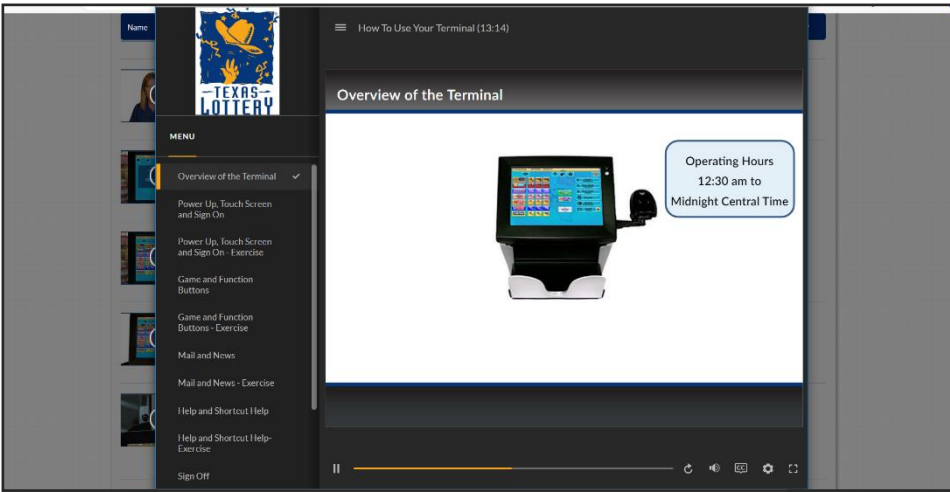 Name
TEXAS
LOTTERY
MENU
Overview of the Terminal
Power Up, Touch Screen
and Sign On
Power Up, Touch Screen
and Sign On - Exercise
Game and Function
Buttons
Game and Function
Buttons - Exercise
Mail and News
Mail and News - Exercise
Help and Shortcut Help
Help and Shortcut Help-
Exercise
Sign Off
How To Use Your Terminal (13:14)
Overview of the Terminal
Operating Hours
12:30 am to
Midnight Central Time
CC